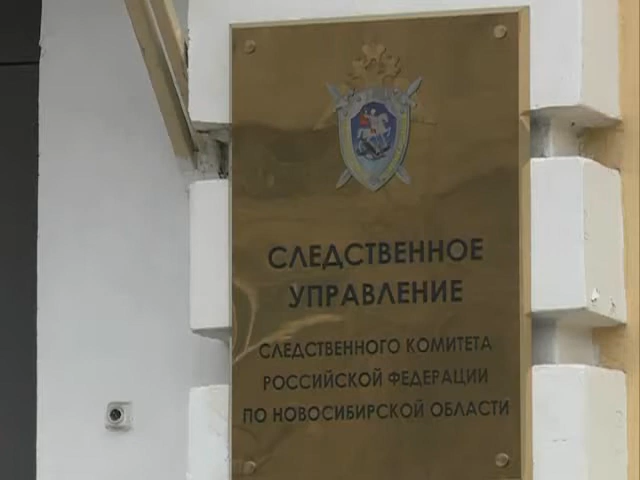 СЛЕДСТВЕННОЕ
УПРАВЛЕНИЕ
СЛЕДСТВЕННОГО КОМИТЕТА
РОССИЙСКОЙ ФЕДЕРАЦИИ
ПО НОВОСИБИРСКОЙ ОБЛАСТИ